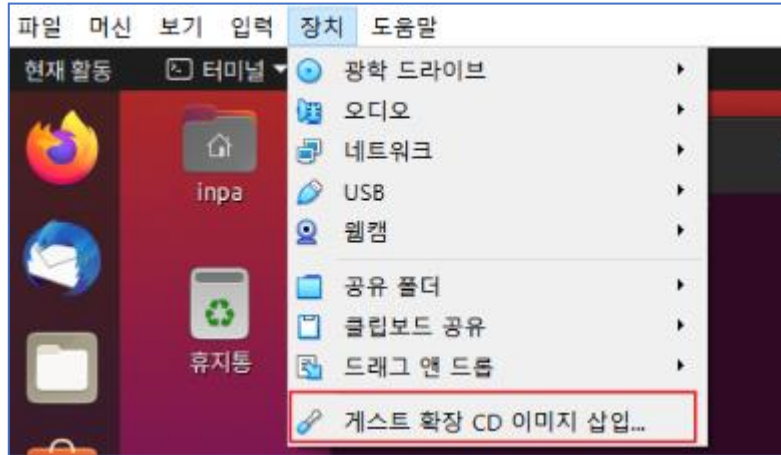 파일 머신 보기 입력 장치 도움말
현재 활동 터미널
광학 드라이브
오디오
네트워크
inpa
USB
웹캠
공유 폴더
클립보드 공유
휴지통
드래그 앤 드롭
게스트 확장 CD 이미지 삽입...